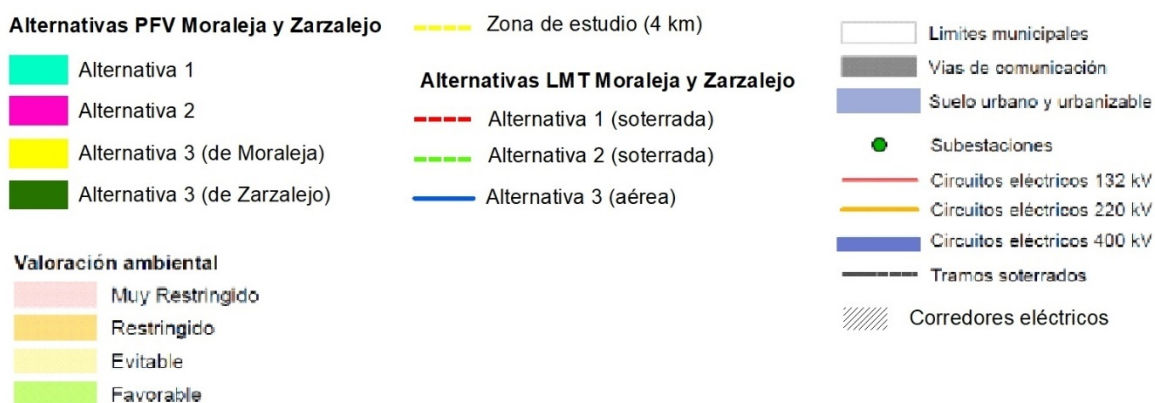 Alternativas PFV Moraleja y Zarzalejo
Alternativa 1
Alternativa 2
Alternativa 3 (de Moraleja)
Alternativa 3 (de Zarzalejo)
Valoración ambiental
Muy Restringido
Restringido
Evitable
Favorable
Zona de estudio (4 km)
Alternativas LMT Moraleja y Zarzalejo
Alternativa 1 (soterrada)
Alternativa 2 (soterrada)
Alternativa 3 (aérea)
Limites municipales
Vias de comunicación
Suelo urbano y urbanizable
Subestaciones
Circuitos eléctricos 132 kV
Circuitos eléctricos 220 kV
Circuitos eléctricos 400 kV
Tramos soterrados
Corredores eléctricos